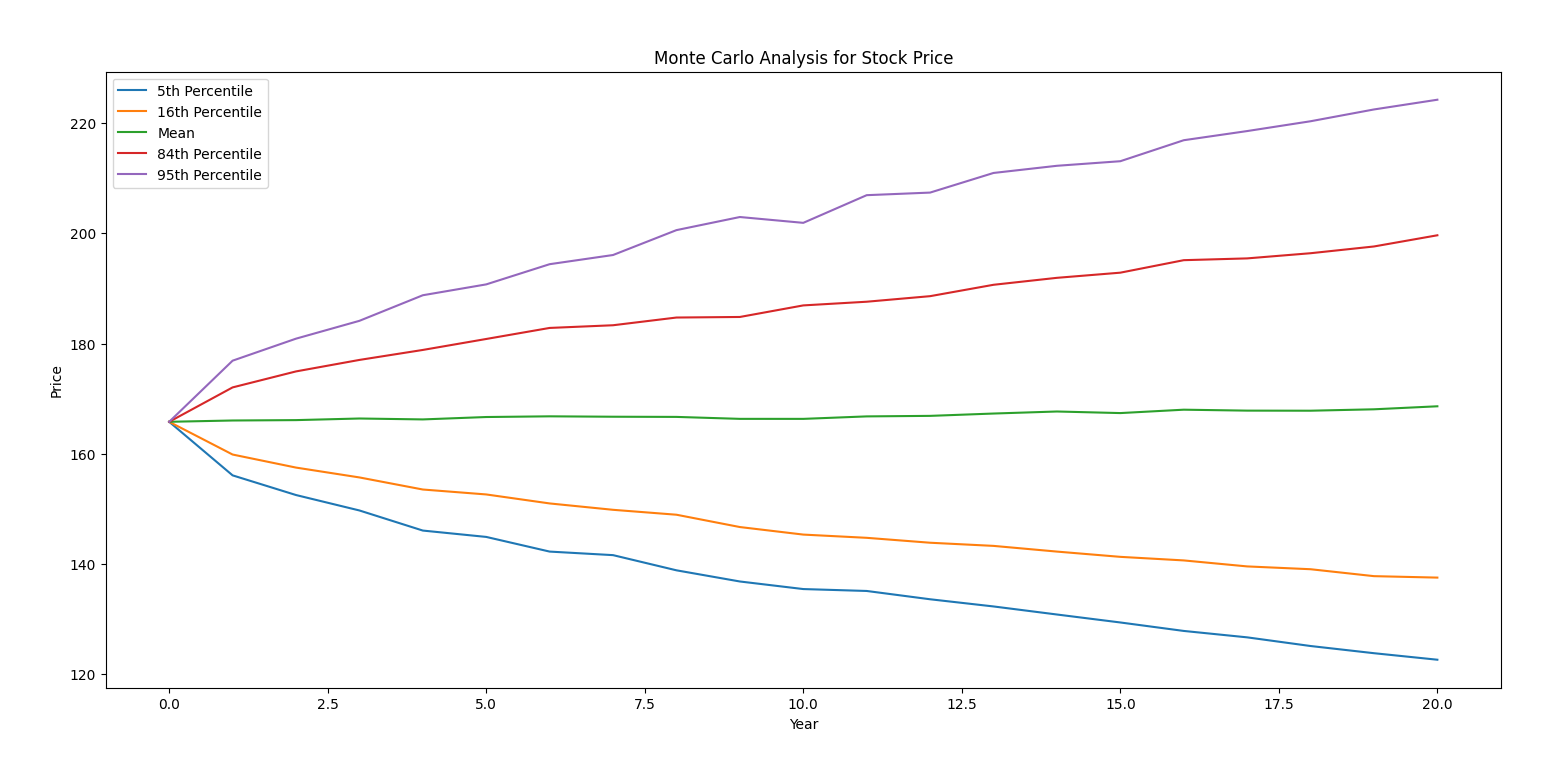 Monte Carlo Analysis for Stock Price
5th Percentile
16th Percentile
Mean
84th Percentile
95th Percentile
220
200
180
160
140
120
Price
0.0 2.5 5.0 7.5 10.0 12.5 15.0 17.5 20.0
Year